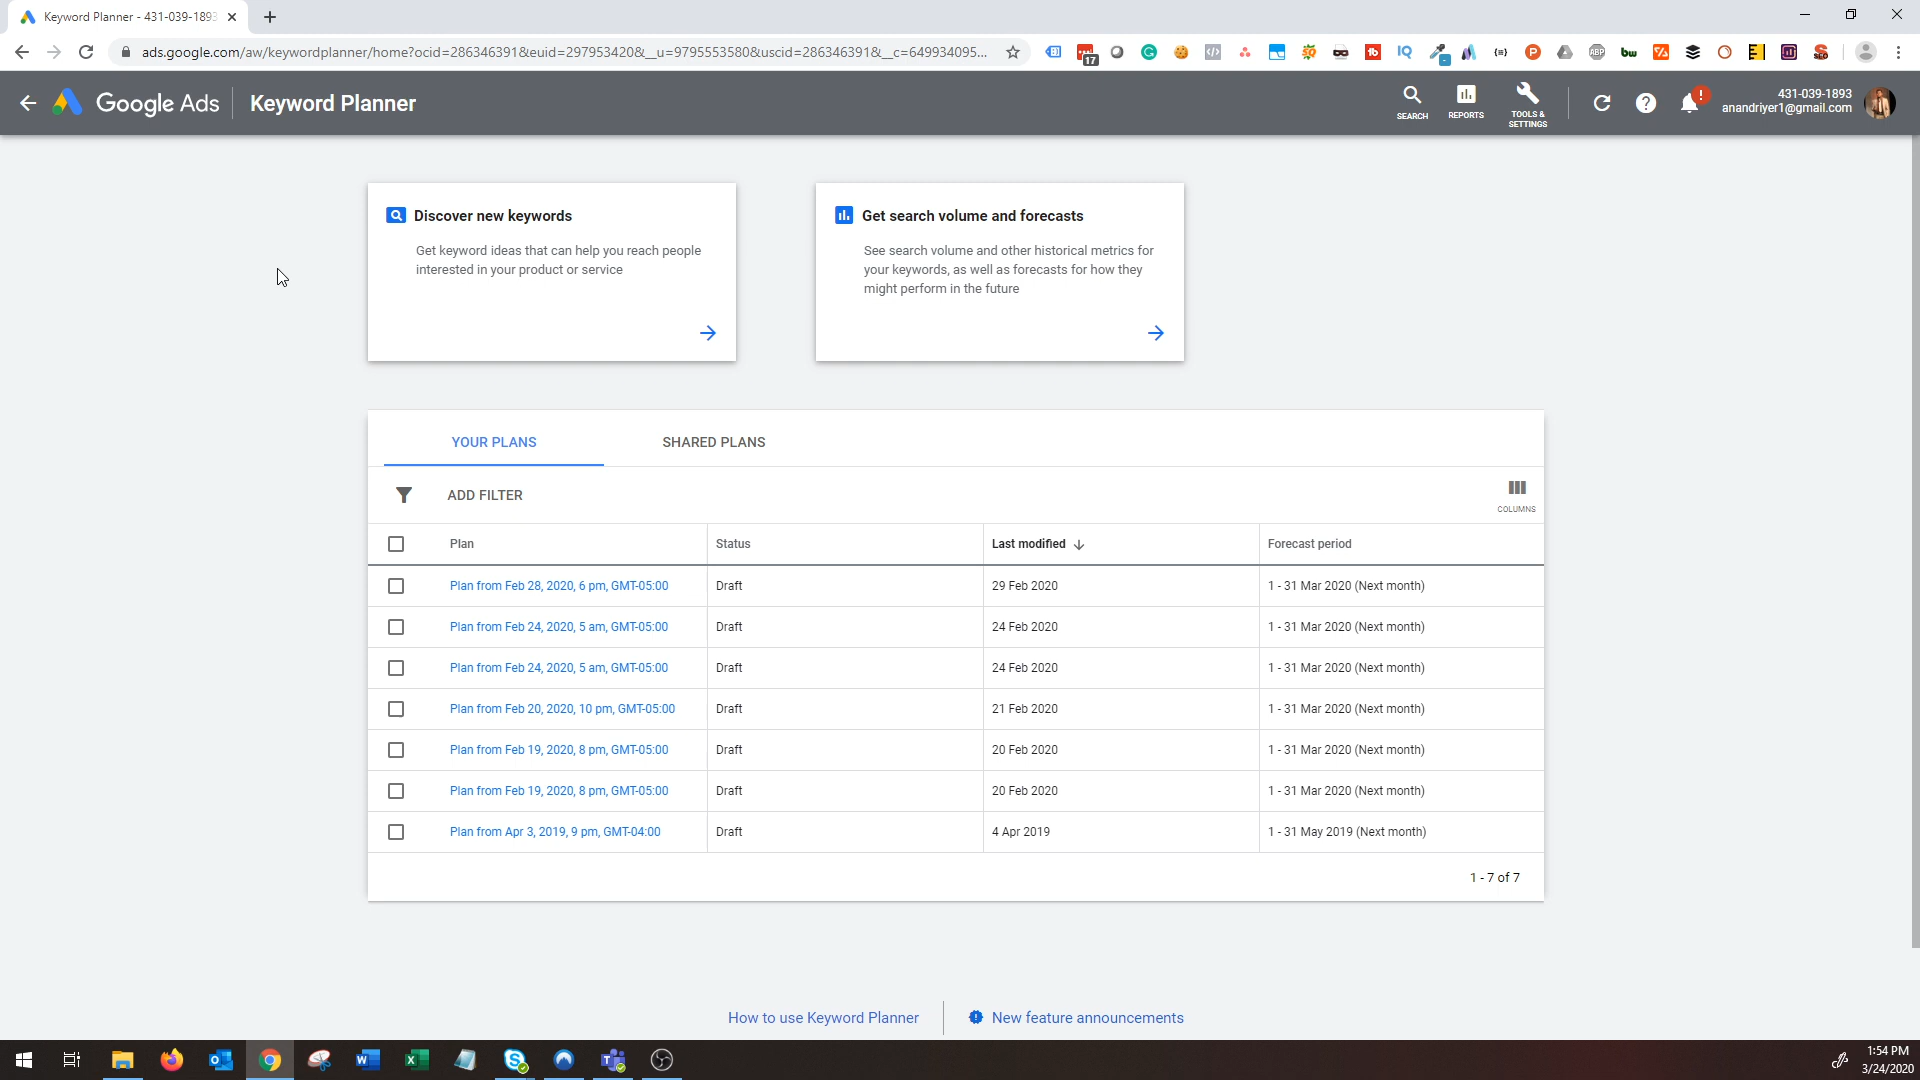 Keyword Planner - 431-039-1893
ads.google.com/aw/keywordplanner/home?ocid=286346391&euid=297953420&__u=9795553580&uscid=286346391&__c=649934095...
17
Google Ads
Keyword Planner
SEARCH
REPORTS
TOOLS &
SETTINGS
431-039-1893
anandriyer1@gmail.com
Discover new keywords
Get keyword ideas that can help you reach people
interested in your product or service
Get search volume and forecasts
See search volume and other historical metrics for
your keywords, as well as forecasts for how they
might perform in the future
YOUR PLANS
SHARED PLANS
ADD FILTER
COLUMNS
Plan Status Last modified Forecast period
Plan from Feb 28, 2020, 6 pm, GMT-05:00 Draft 29 Feb 2020 1 - 31 Mar 2020 (Next month)
Plan from Feb 24, 2020, 5 am, GMT-05:00 Draft 24 Feb 2020 1 - 31 Mar 2020 (Next month)
Plan from Feb 24, 2020, 5 am, GMT-05:00 Draft 24 Feb 2020 1 - 31 Mar 2020 (Next month)
Plan from Feb 20, 2020, 10 pm, GMT-05:00 Draft 21 Feb 2020 1 - 31 Mar 2020 (Next month)
Plan from Feb 19, 2020, 8 pm, GMT-05:00 Draft 20 Feb 2020 1 - 31 Mar 2020 (Next month)
Plan from Feb 19, 2020, 8 pm, GMT-05:00 Draft 20 Feb 2020 1 - 31 Mar 2020 (Next month)
Plan from Apr 3, 2019, 9 pm, GMT-04:00 Draft 4 Apr 2019 1 - 31 May 2019 (Next month)
1 - 7 of 7
How to use Keyword Planner
New feature announcements
1:54 PM
3/24/2020